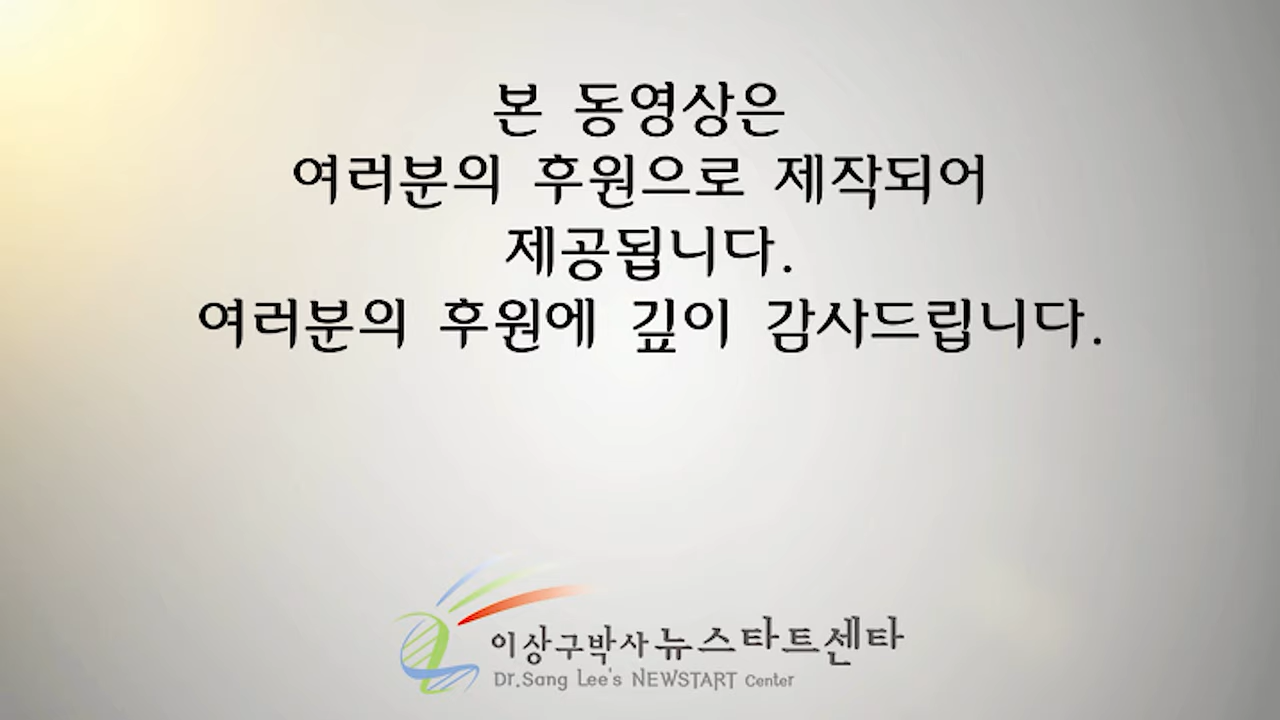 본 동영상은
여러분의 후원으로 제작되어
제공됩니다.
여러분의 후원에 깊이 감사드립니다.
이상구박사 뉴스타트센타
Dr.Sang Lee's NEWSTART Center